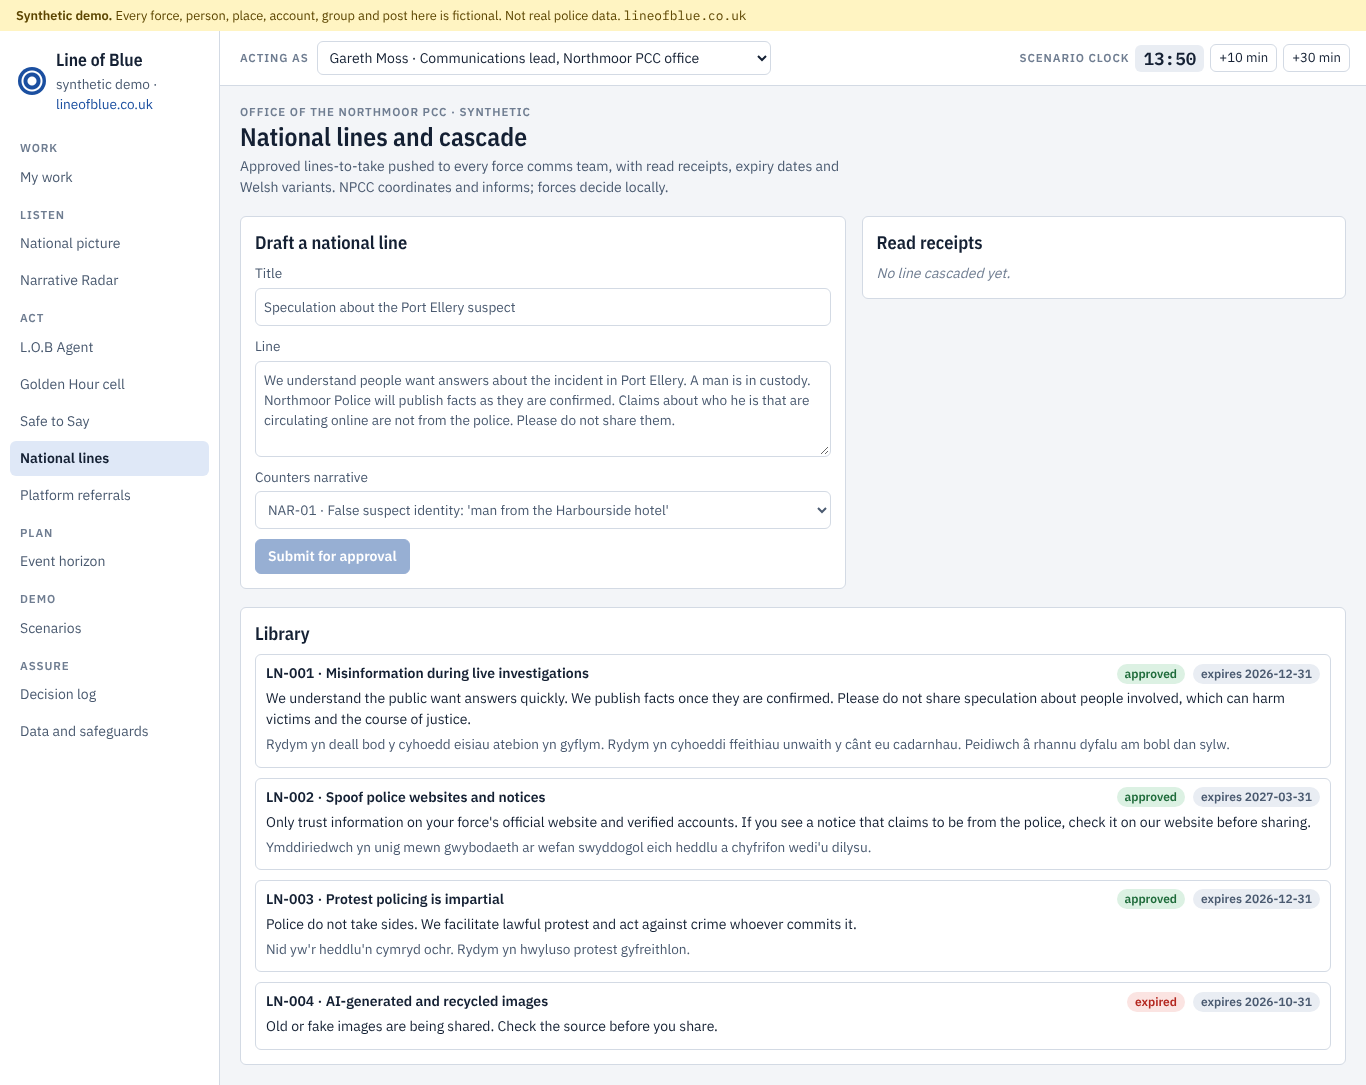 Synthetic demo. Every force, person, place, account, group and post here is fictional. Not real police data. lineofblue.co.uk
Line of Blue
synthetic demo ·
lineofblue.co.uk
WORK
My work
LISTEN
National picture
Narrative Radar
ACT
L.O.B Agent
Golden Hour cell
Safe to Say
National lines
Platform referrals
PLAN
Event horizon
DEMO
Scenarios
ASSURE
Decision log
Data and safeguards
ACTING AS
Gareth Moss · Communications lead, Northmoor PCC office
SCENARIO CLOCK 13:50 +10 min +30 min
OFFICE OF THE NORTHMOOR PCC · SYNTHETIC
National lines and cascade
Approved lines-to-take pushed to every force comms team, with read receipts, expiry dates and
Welsh variants. NPCC coordinates and informs; forces decide locally.
Draft a national line
Title
Speculation about the Port Ellery suspect
Line
We understand people want answers about the incident in Port Ellery. A man is in custody.
Northmoor Police will publish facts as they are confirmed. Claims about who he is that are
circulating online are not from the police. Please do not share them.
Counters narrative
NAR-01 · False suspect identity: 'man from the Harbourside hotel'
Submit for approval
Read receipts
No line cascaded yet.
Library
LN-001 · Misinformation during live investigations approved expires 2026-12-31
We understand the public want answers quickly. We publish facts once they are confirmed. Please do not share speculation about people involved, which can harm
victims and the course of justice.
Rydym yn deall bod y cyhoedd eisiau atebion yn gyflym. Rydym yn cyhoeddi ffeithiau unwaith y cânt eu cadarnhau. Peidiwch â rhannu dyfalu am bobl dan sylw.
LN-002 · Spoof police websites and notices approved expires 2027-03-31
Only trust information on your force's official website and verified accounts. If you see a notice that claims to be from the police, check it on our website before sharing.
Ymddiriedwch yn unig mewn gwybodaeth ar wefan swyddogol eich heddlu a chyfrifon wedi'u dilysu.
LN-003 · Protest policing is impartial approved expires 2026-12-31
Police do not take sides. We facilitate lawful protest and act against crime whoever commits it.
Nid yw'r heddlu'n cymryd ochr. Rydym yn hwyluso protest gyfreithlon.
LN-004 · AI-generated and recycled images expired expires 2026-10-31
Old or fake images are being shared. Check the source before you share.